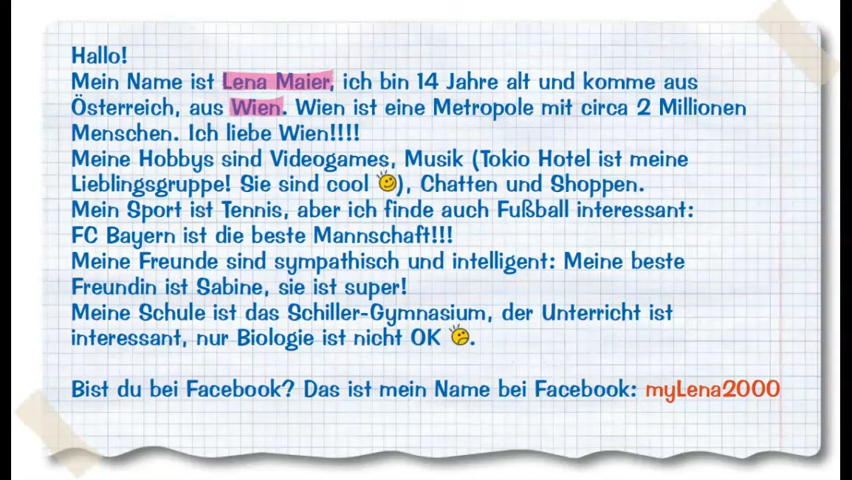 Hallo!
Mein Name ist Lena Maier, ich bin 14 Jahre alt und komme aus
Österreich, aus Wien. Wien ist eine Metropole mit circa 2 Millionen
Menschen. Ich liebe Wien!!!!
Meine Hobbys sind Videogames, Musik (Tokio Hotel ist meine
Lieblingsgruppe! Sie sind cool ), Chatten und Shoppen.
Mein Sport ist Tennis, aber ich finde auch Fußball interessant:
FC Bayern ist die beste Mannschaft!!!
Meine Freunde sind sympathisch und intelligent: Meine beste
Freundin ist Sabine, sie ist super!
Meine Schule ist das Schiller-Gymnasium, der Unterricht ist
interessant, nur Biologie ist nicht OK .
Bist du bei Facebook? Das ist mein Name bei Facebook: myLena2000